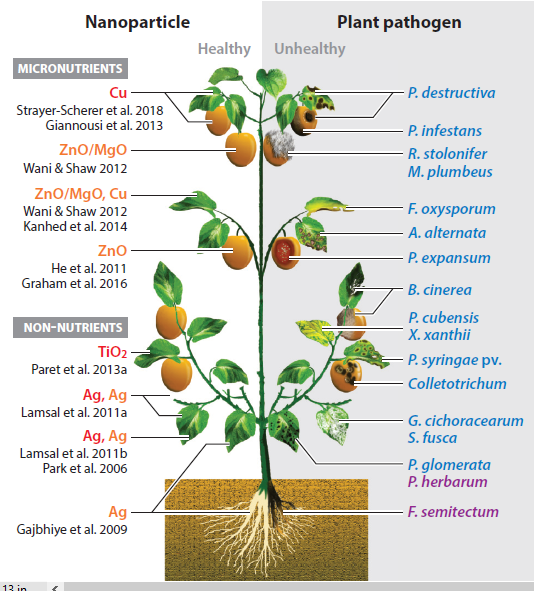 Nanoparticle
Plant pathogen
Healthy
Unhealthy
MICRONUTRIENTS
Cu
Strayer-Scherer et al. 2018
Giannousi et al. 2013
ZnO/MgO
Wani & Shaw 2012
ZnO/MgO, Cu
Wani & Shaw 2012
Kanhed et al. 2014
ZnO
He et al. 2011
Graham et al. 2016
NON-NUTRIENTS
TiO2
Paret et al. 2013a
Ag, Ag
Lamsal et al. 2011a
Ag, Ag
Lamsal et al. 2011b
Park et al. 2006
Ag
Gajbhiye et al. 2009
P. destructiva
P. infestans
R. stolonifer
M. plumbeus
F. oxysporum
A. alternata
P. expansum
B. cinerea
P. cubensis
X. xanthii
P. syringae pv.
Colletotrichum
G. cichoracearum
S. fusca
P. glomerata
P. herbarum
F. semitectum
13 in